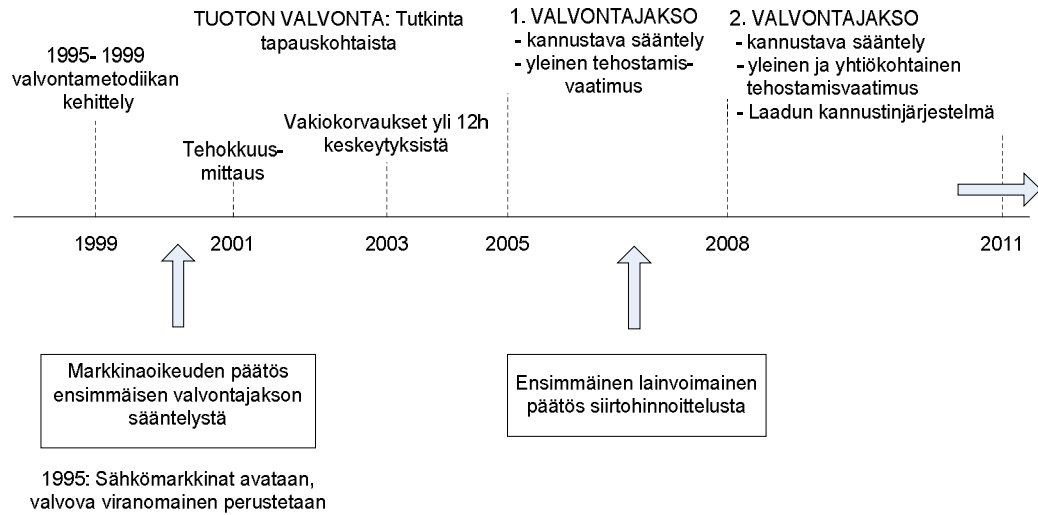 TUOTON VALVONTA: Tutkinta
tapauskohtaista
1995- 1999
valvontametodiikan
kehittely
Tehokkuus-
mittaus
Vakiokorvaukset yli 12h
keskeytyksistä
1. VALVONTAJAKSO
- kannustava sääntely
- yleinen tehostamis-
vaatimus
2. VALVONTAJAKSO
- kannustava sääntely
- yleinen ja yhtiökohtainen
tehostamisvaatimus
- Laadun kannustinjärjestelmä
1999
2001
2003
2005
2008
2011
Markkinaoikeuden päätös
ensimmäisen valvontajakson
sääntelystä
Ensimmäinen lainvoimainen
päätös siirtohinnoittelusta
1995: Sähkömarkkinat avataan,
valvova viranomainen perustetaan